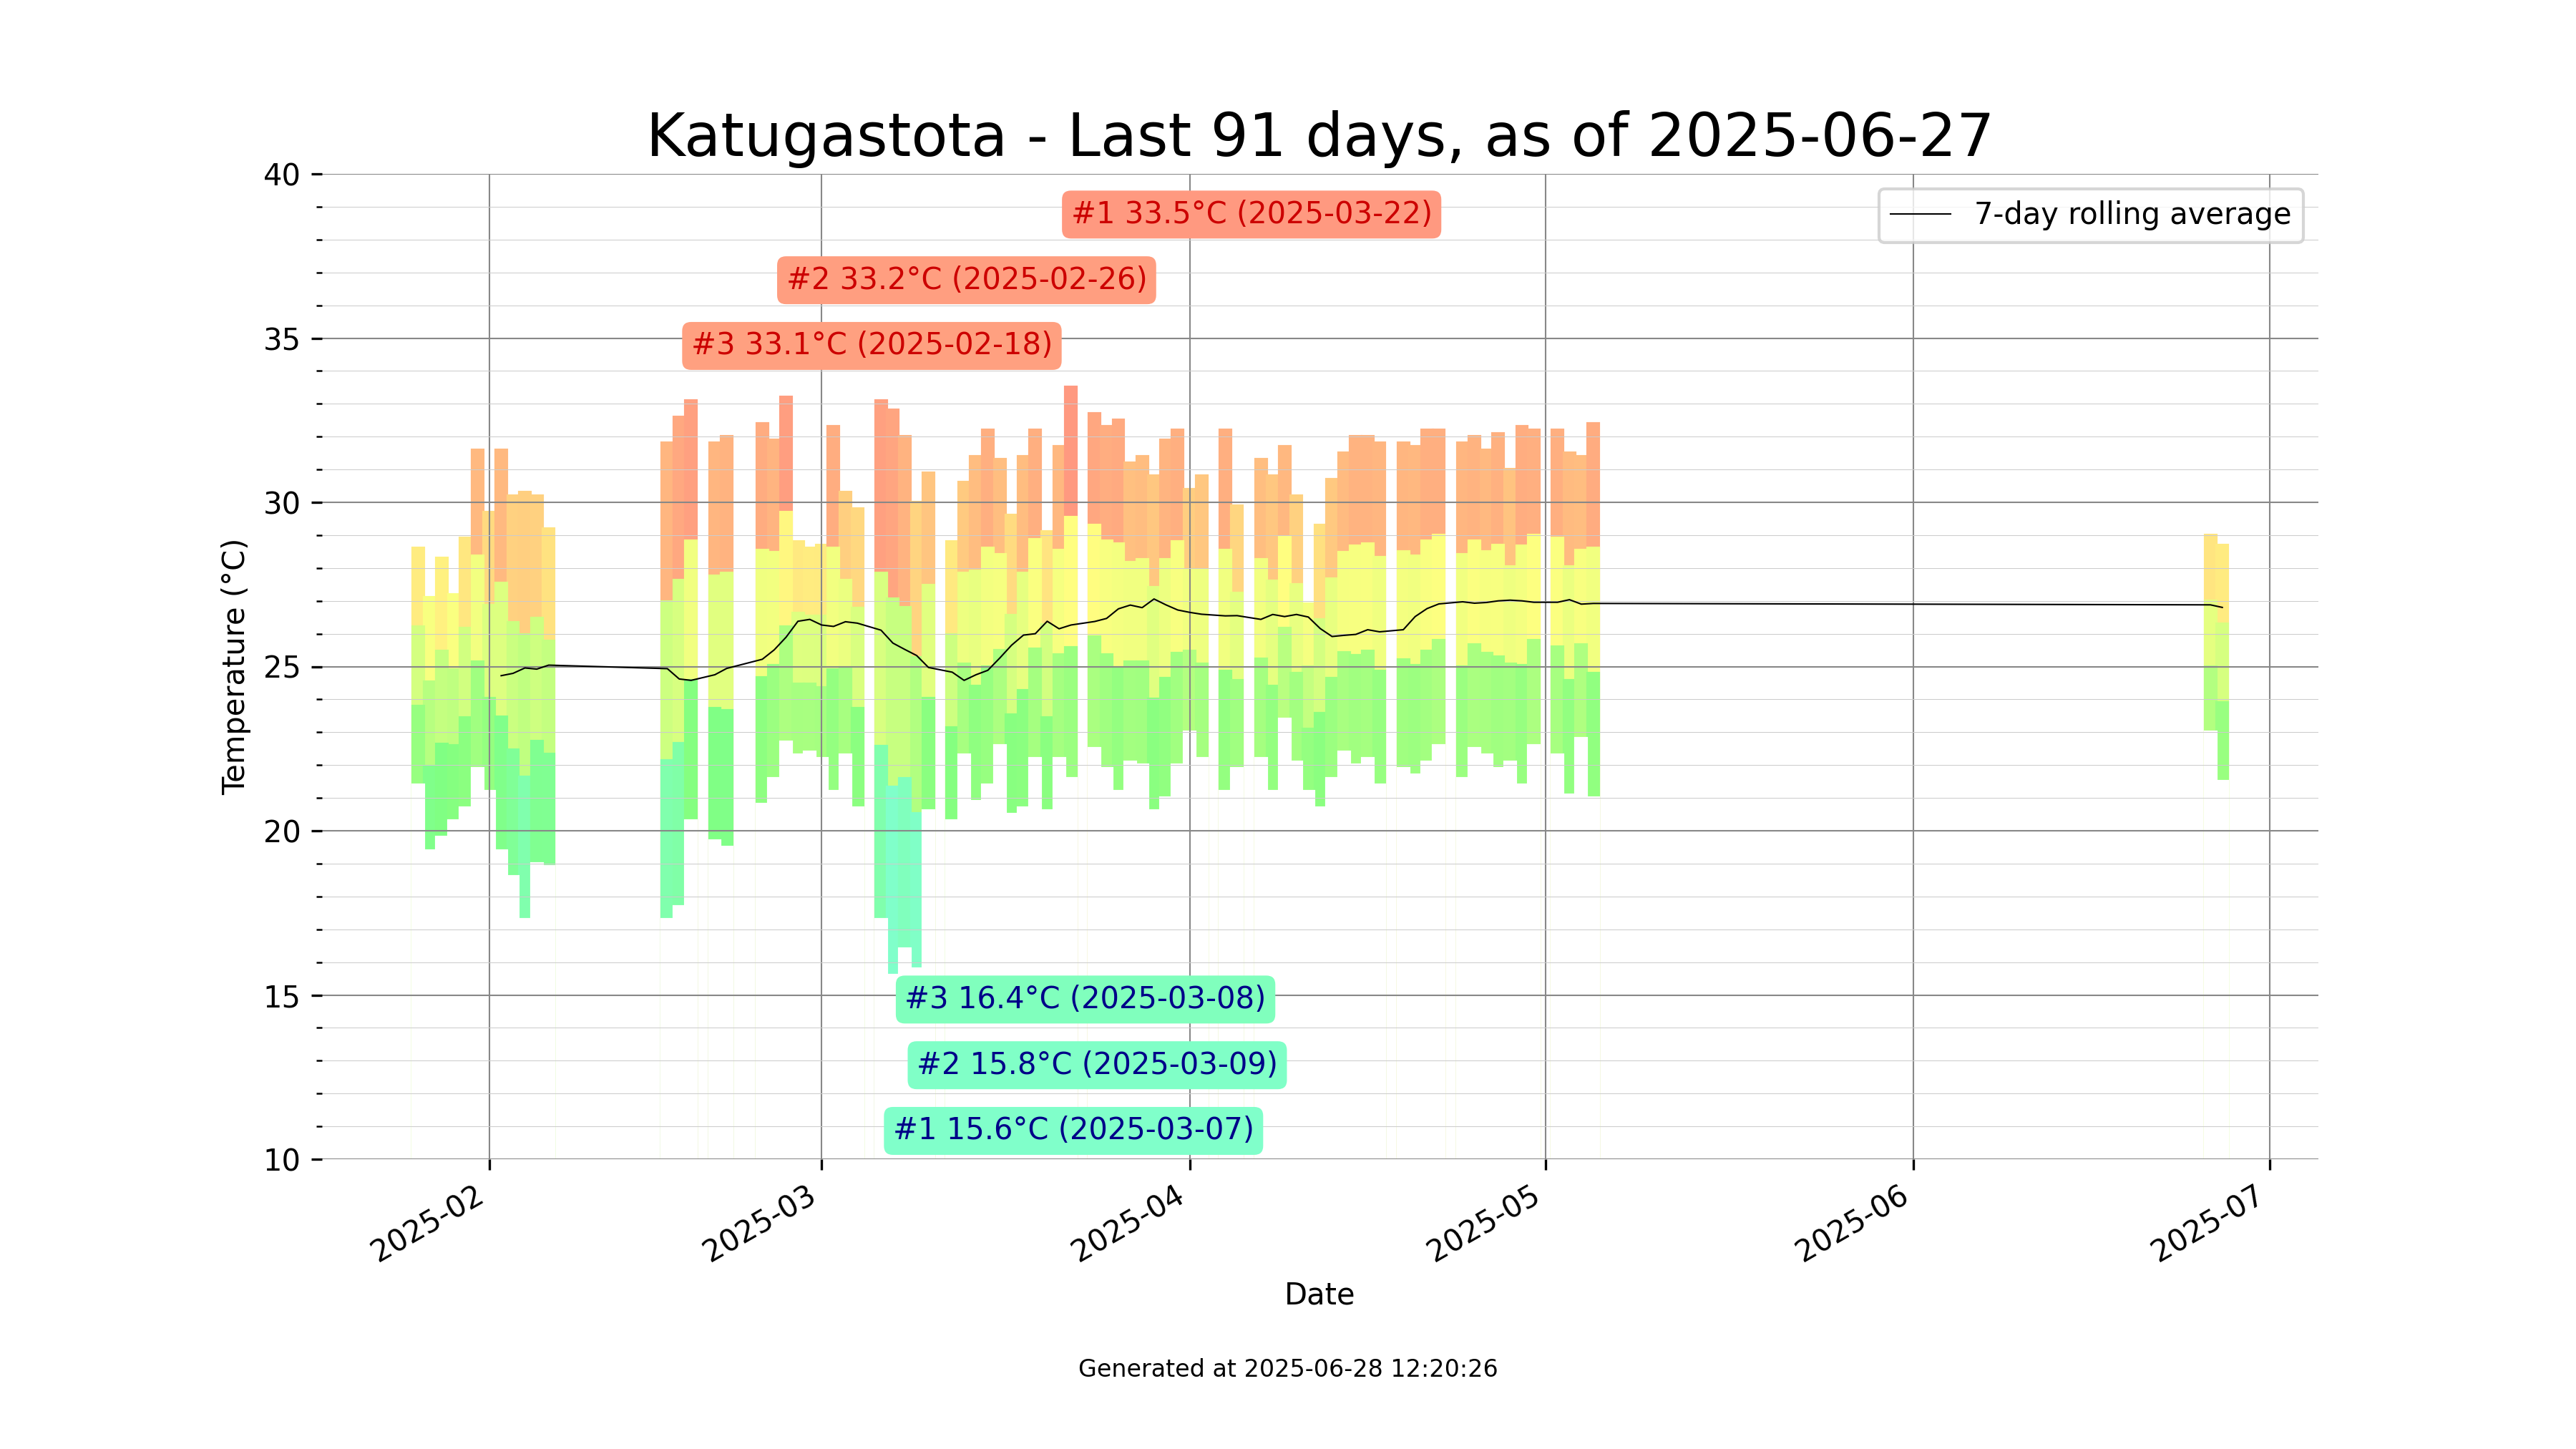 Katugastota - Last 91 days, as of 2025-06-27
40
35
30
25
20
15
10
Temperature (°C)
7-day rolling average
#1 33.5°C (2025-03-22)
#2 33.2°C (2025-02-26)
#3 33.1°C (2025-02-18)
#3 16.4°C (2025-03-08)
#2 15.8°C (2025-03-09)
#1 15.6°C (2025-03-07)
2025-02
2025-03
2025-04
2025-05
2025-06
2025-07
Date
Generated at 2025-06-28 12:20:26